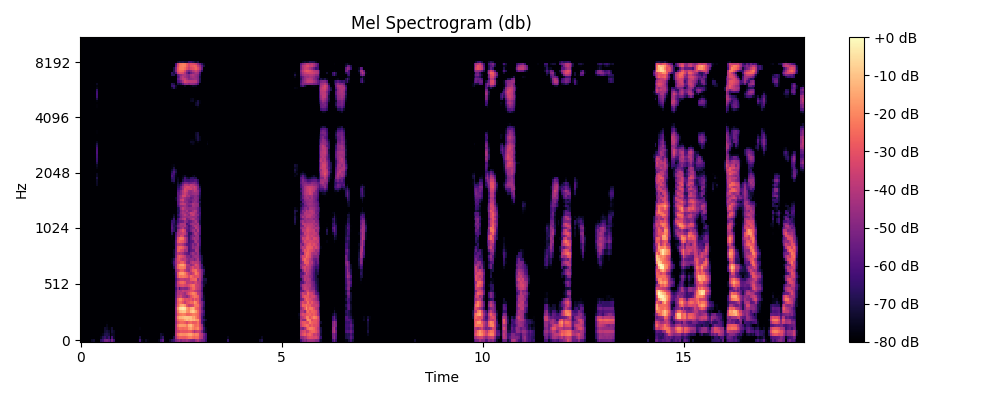 Mel Spectrogram (db)
8192
4096
2048
1024
512
0
Hz
0 5 10 15
Time
+0 dB
-10 dB
-20 dB
-30 dB
-40 dB
-50 dB
-60 dB
-70 dB
-80 dB